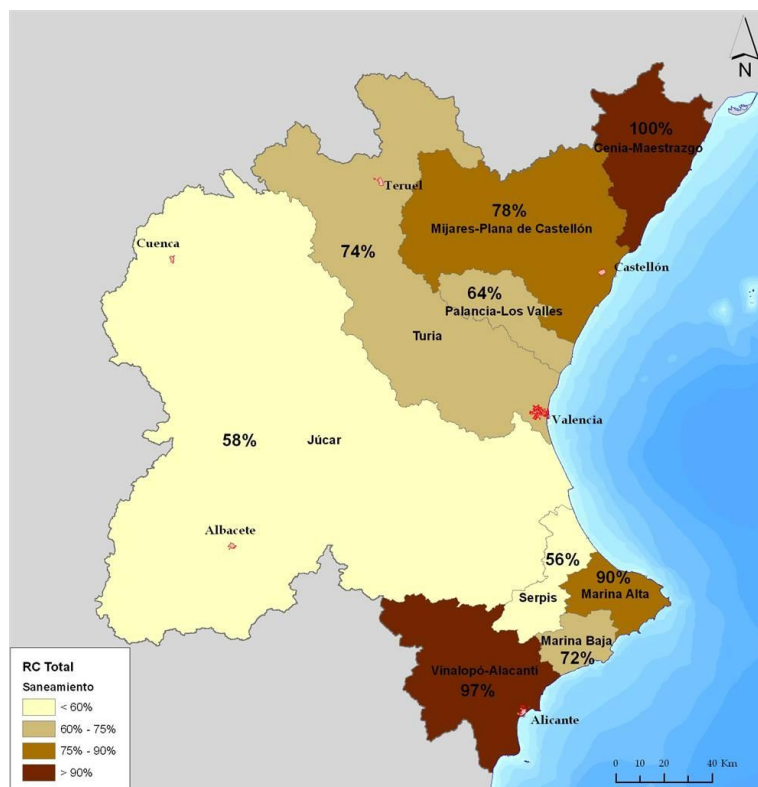 N
100%
Cenia-Maestrazgo
Teruel
78%
Mijares-Plana de Castellón
Cuenca
74%
Castellón
64%
Palancia-Los Valles
Turia
Valencia
58%
Júcar
Albacete
56%
90%
Marina Alta
Serpis
Marina Baja
72%
Vinalopó-Alacantí
97%
Alicante
RC Total
Saneamiento
< 60%
60% - 75%
75% - 90%
> 90%
0 10 20 40 Km